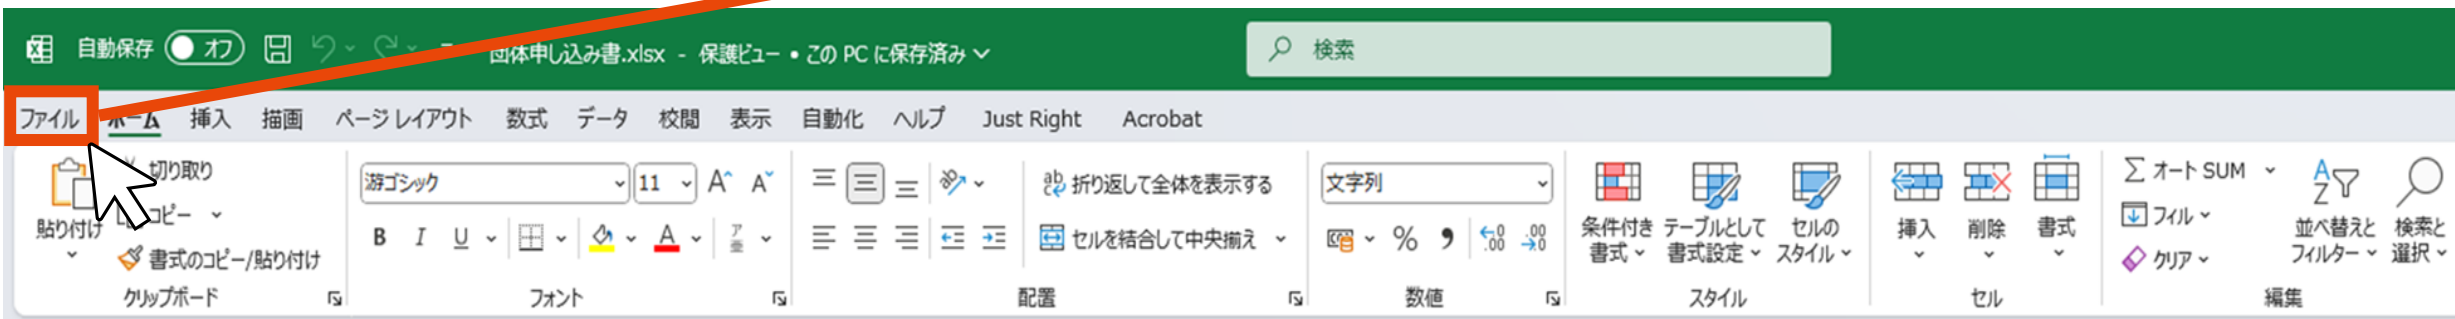 自動保存 オフ 団体申し込み書.xlsx - 保護ビュー • この PC に保存済み
検索
ファイル ホーム 挿入 描画 ページ レイアウト 数式 データ 校閲 表示 自動化 ヘルプ Just Right Acrobat
貼り付け
切り取り
コピー
書式のコピー/貼り付け
クリップボード
游ゴシック 11
B I U
フォント
折り返して全体を表示する
セルを結合して中央揃え
配置
文字列
数値
条件付き
書式
テーブルとして
書式設定
セルの
スタイル
スタイル
挿入
削除
書式
セル
オート SUM
フィル
クリア
並べ替えと
フィルター
検索と
選択
編集